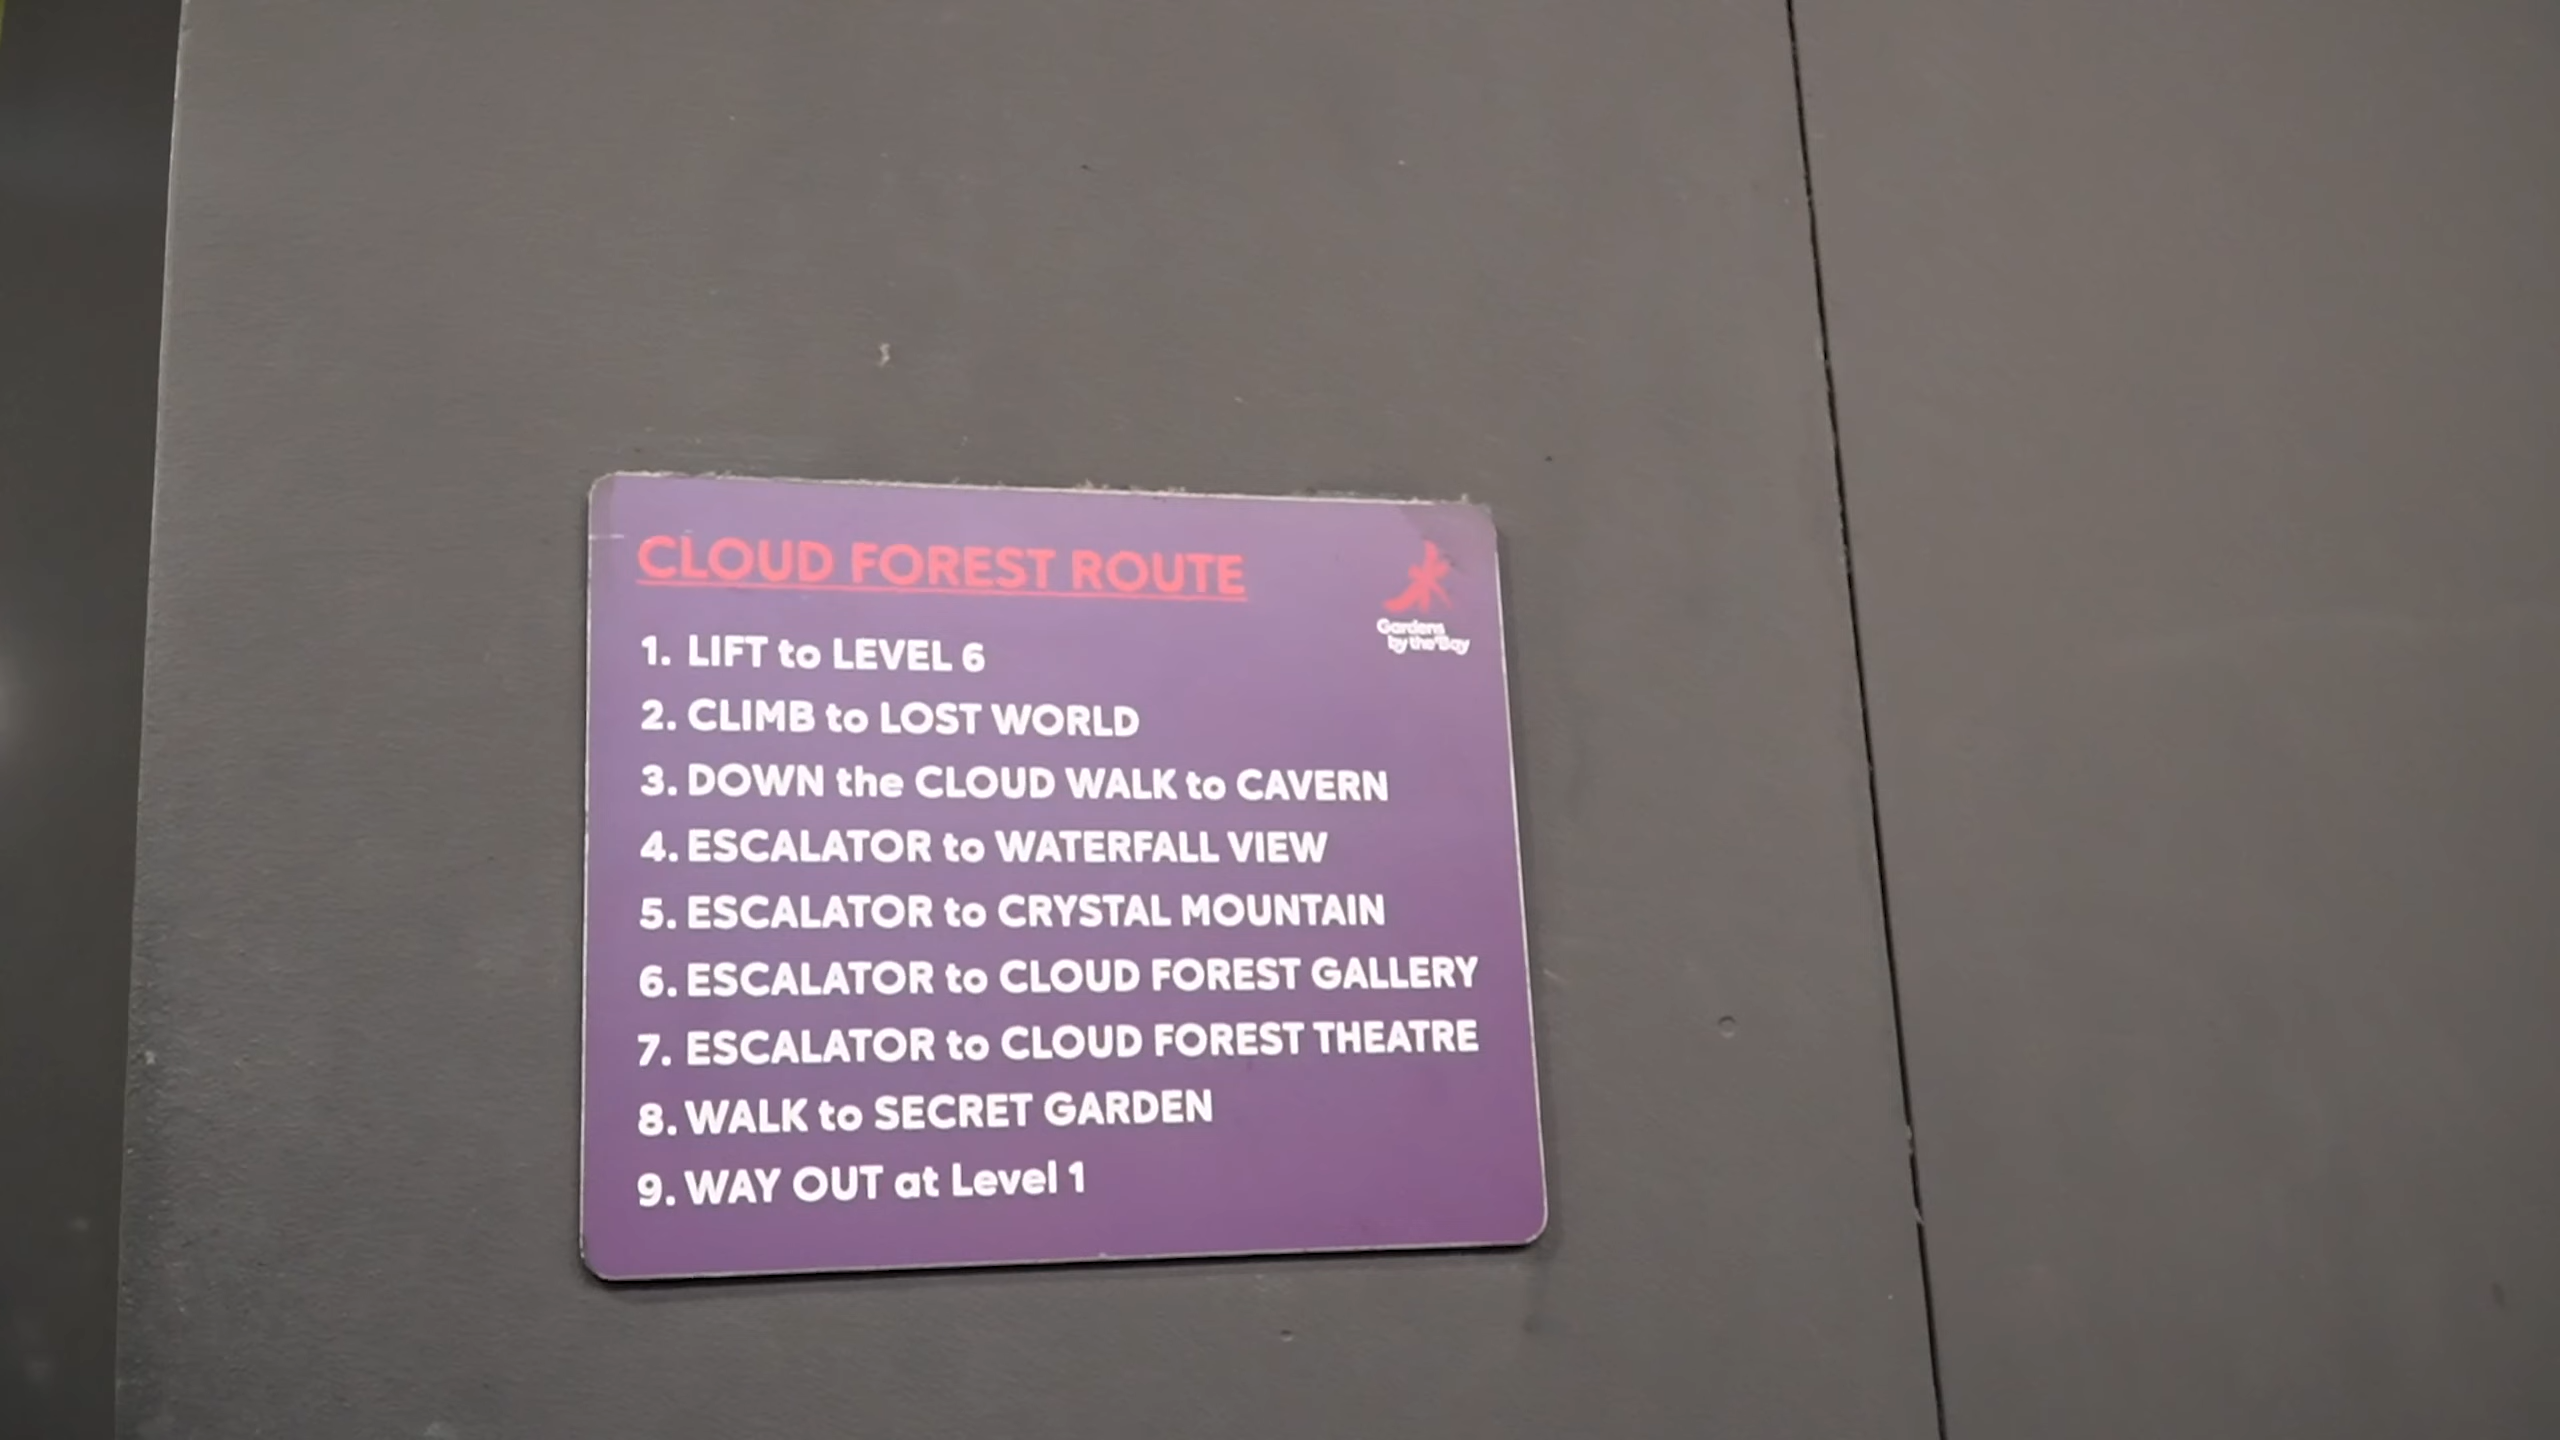 CLOUD FOREST ROUTE
Gardens
by the Bay
1. LIFT to LEVEL 6
2. CLIMB to LOST WORLD
3. DOWN the CLOUD WALK to CAVERN
4. ESCALATOR to WATERFALL VIEW
5. ESCALATOR to CRYSTAL MOUNTAIN
6. ESCALATOR to CLOUD FOREST GALLERY
7. ESCALATOR to CLOUD FOREST THEATRE
8. WALK to SECRET GARDEN
9. WAY OUT at Level 1